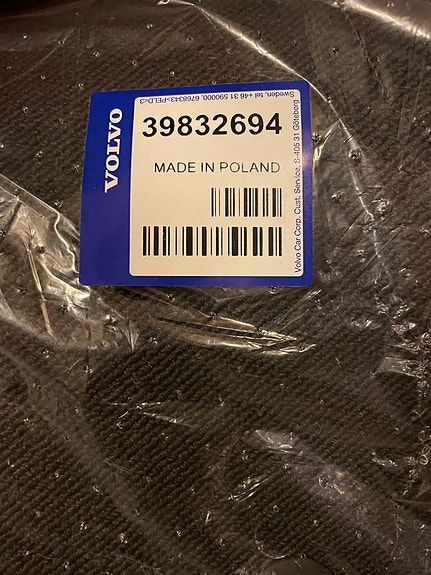 VOLVO
39832694
MADE IN POLAND
Volvo Car Corp. Cust. Service, S-405 31 Göteborg
Sweden, tel +46 31 590000, 6768343>PELD<3